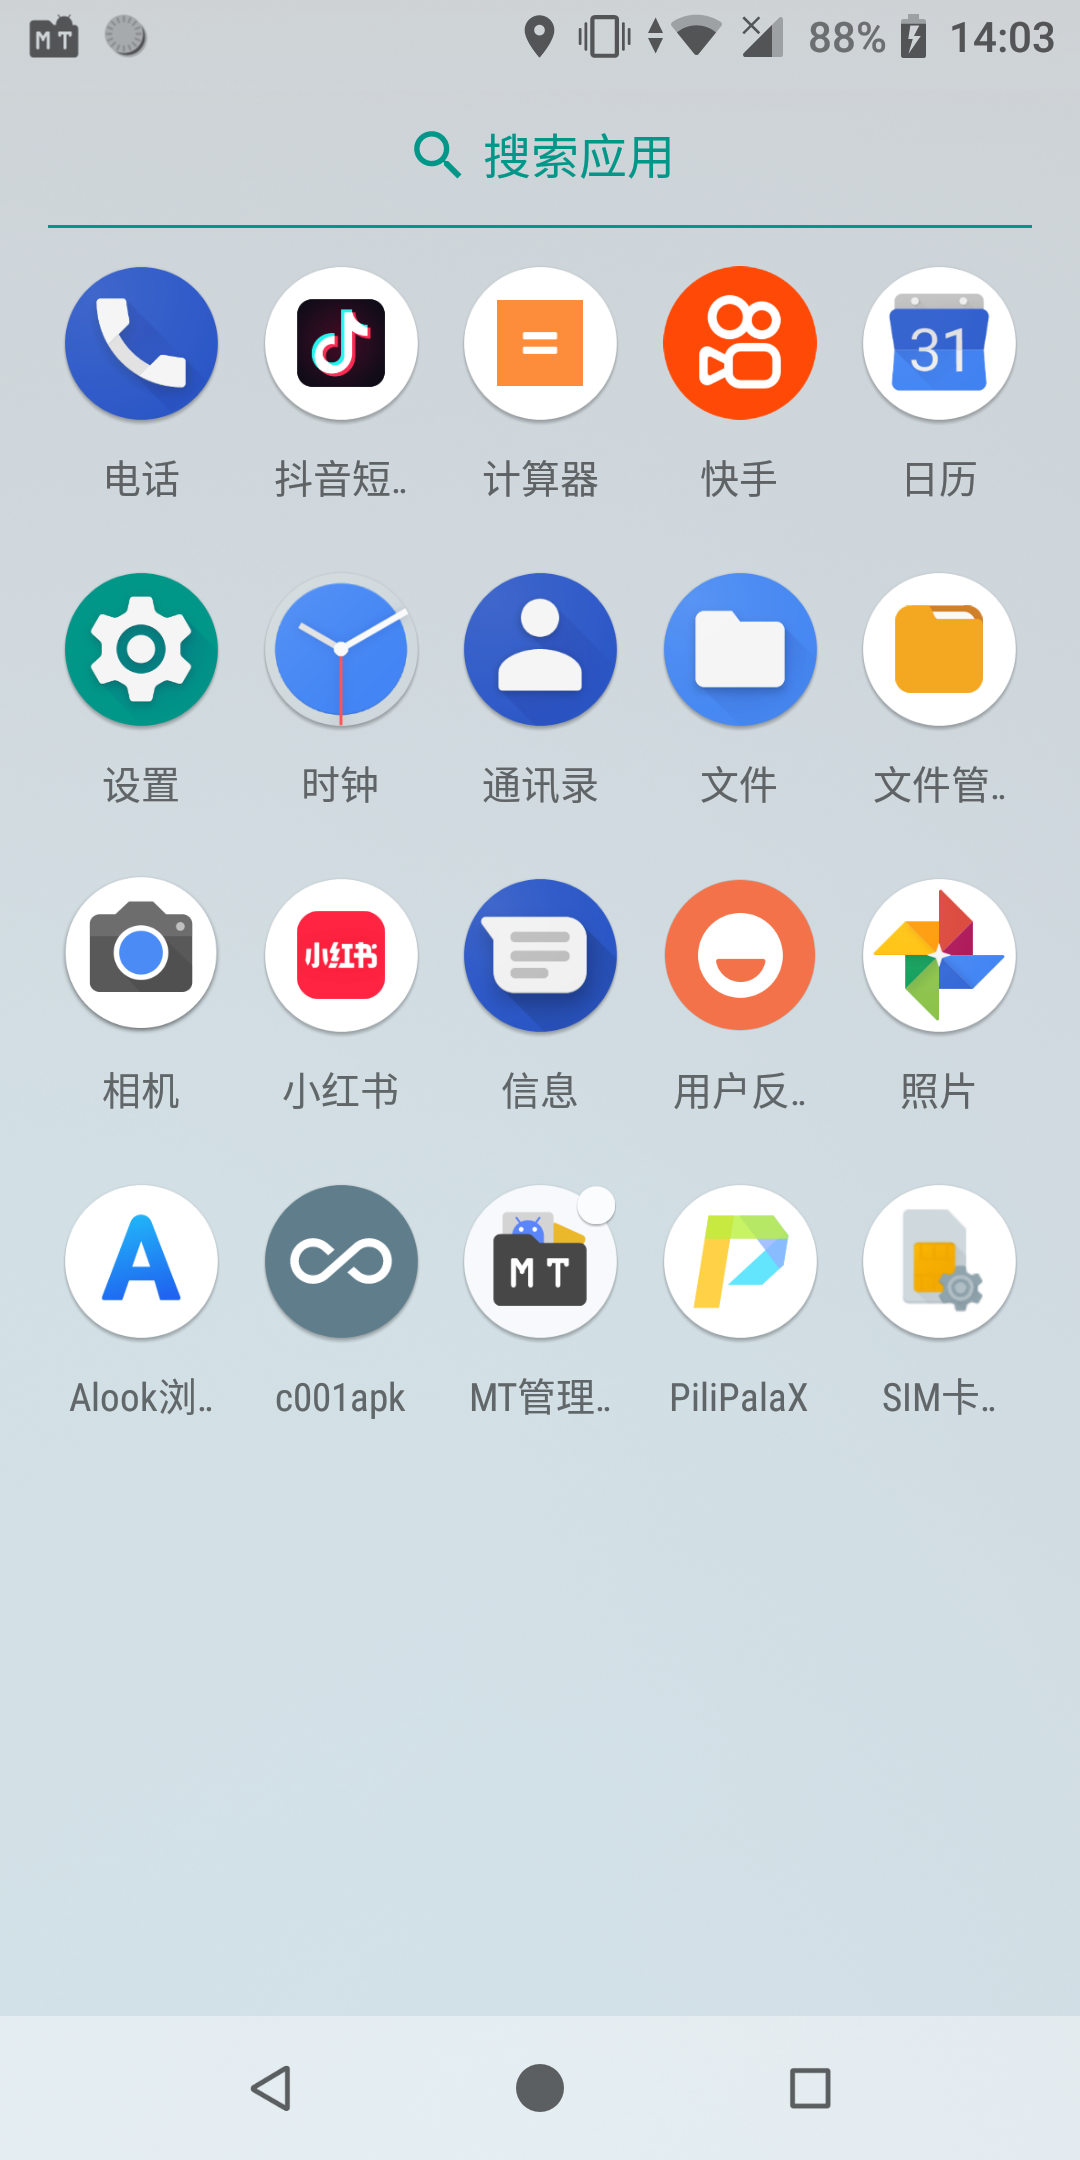 MT 88% 14:03
搜索应用
31
电话 抖音短.. 计算器 快手 日历
设置 时钟 通讯录 文件 文件管..
小红书
相机 小红书 信息 用户反.. 照片
A MT P
Alook浏.. c001apk MT管理.. PiliPalaX SIM卡..